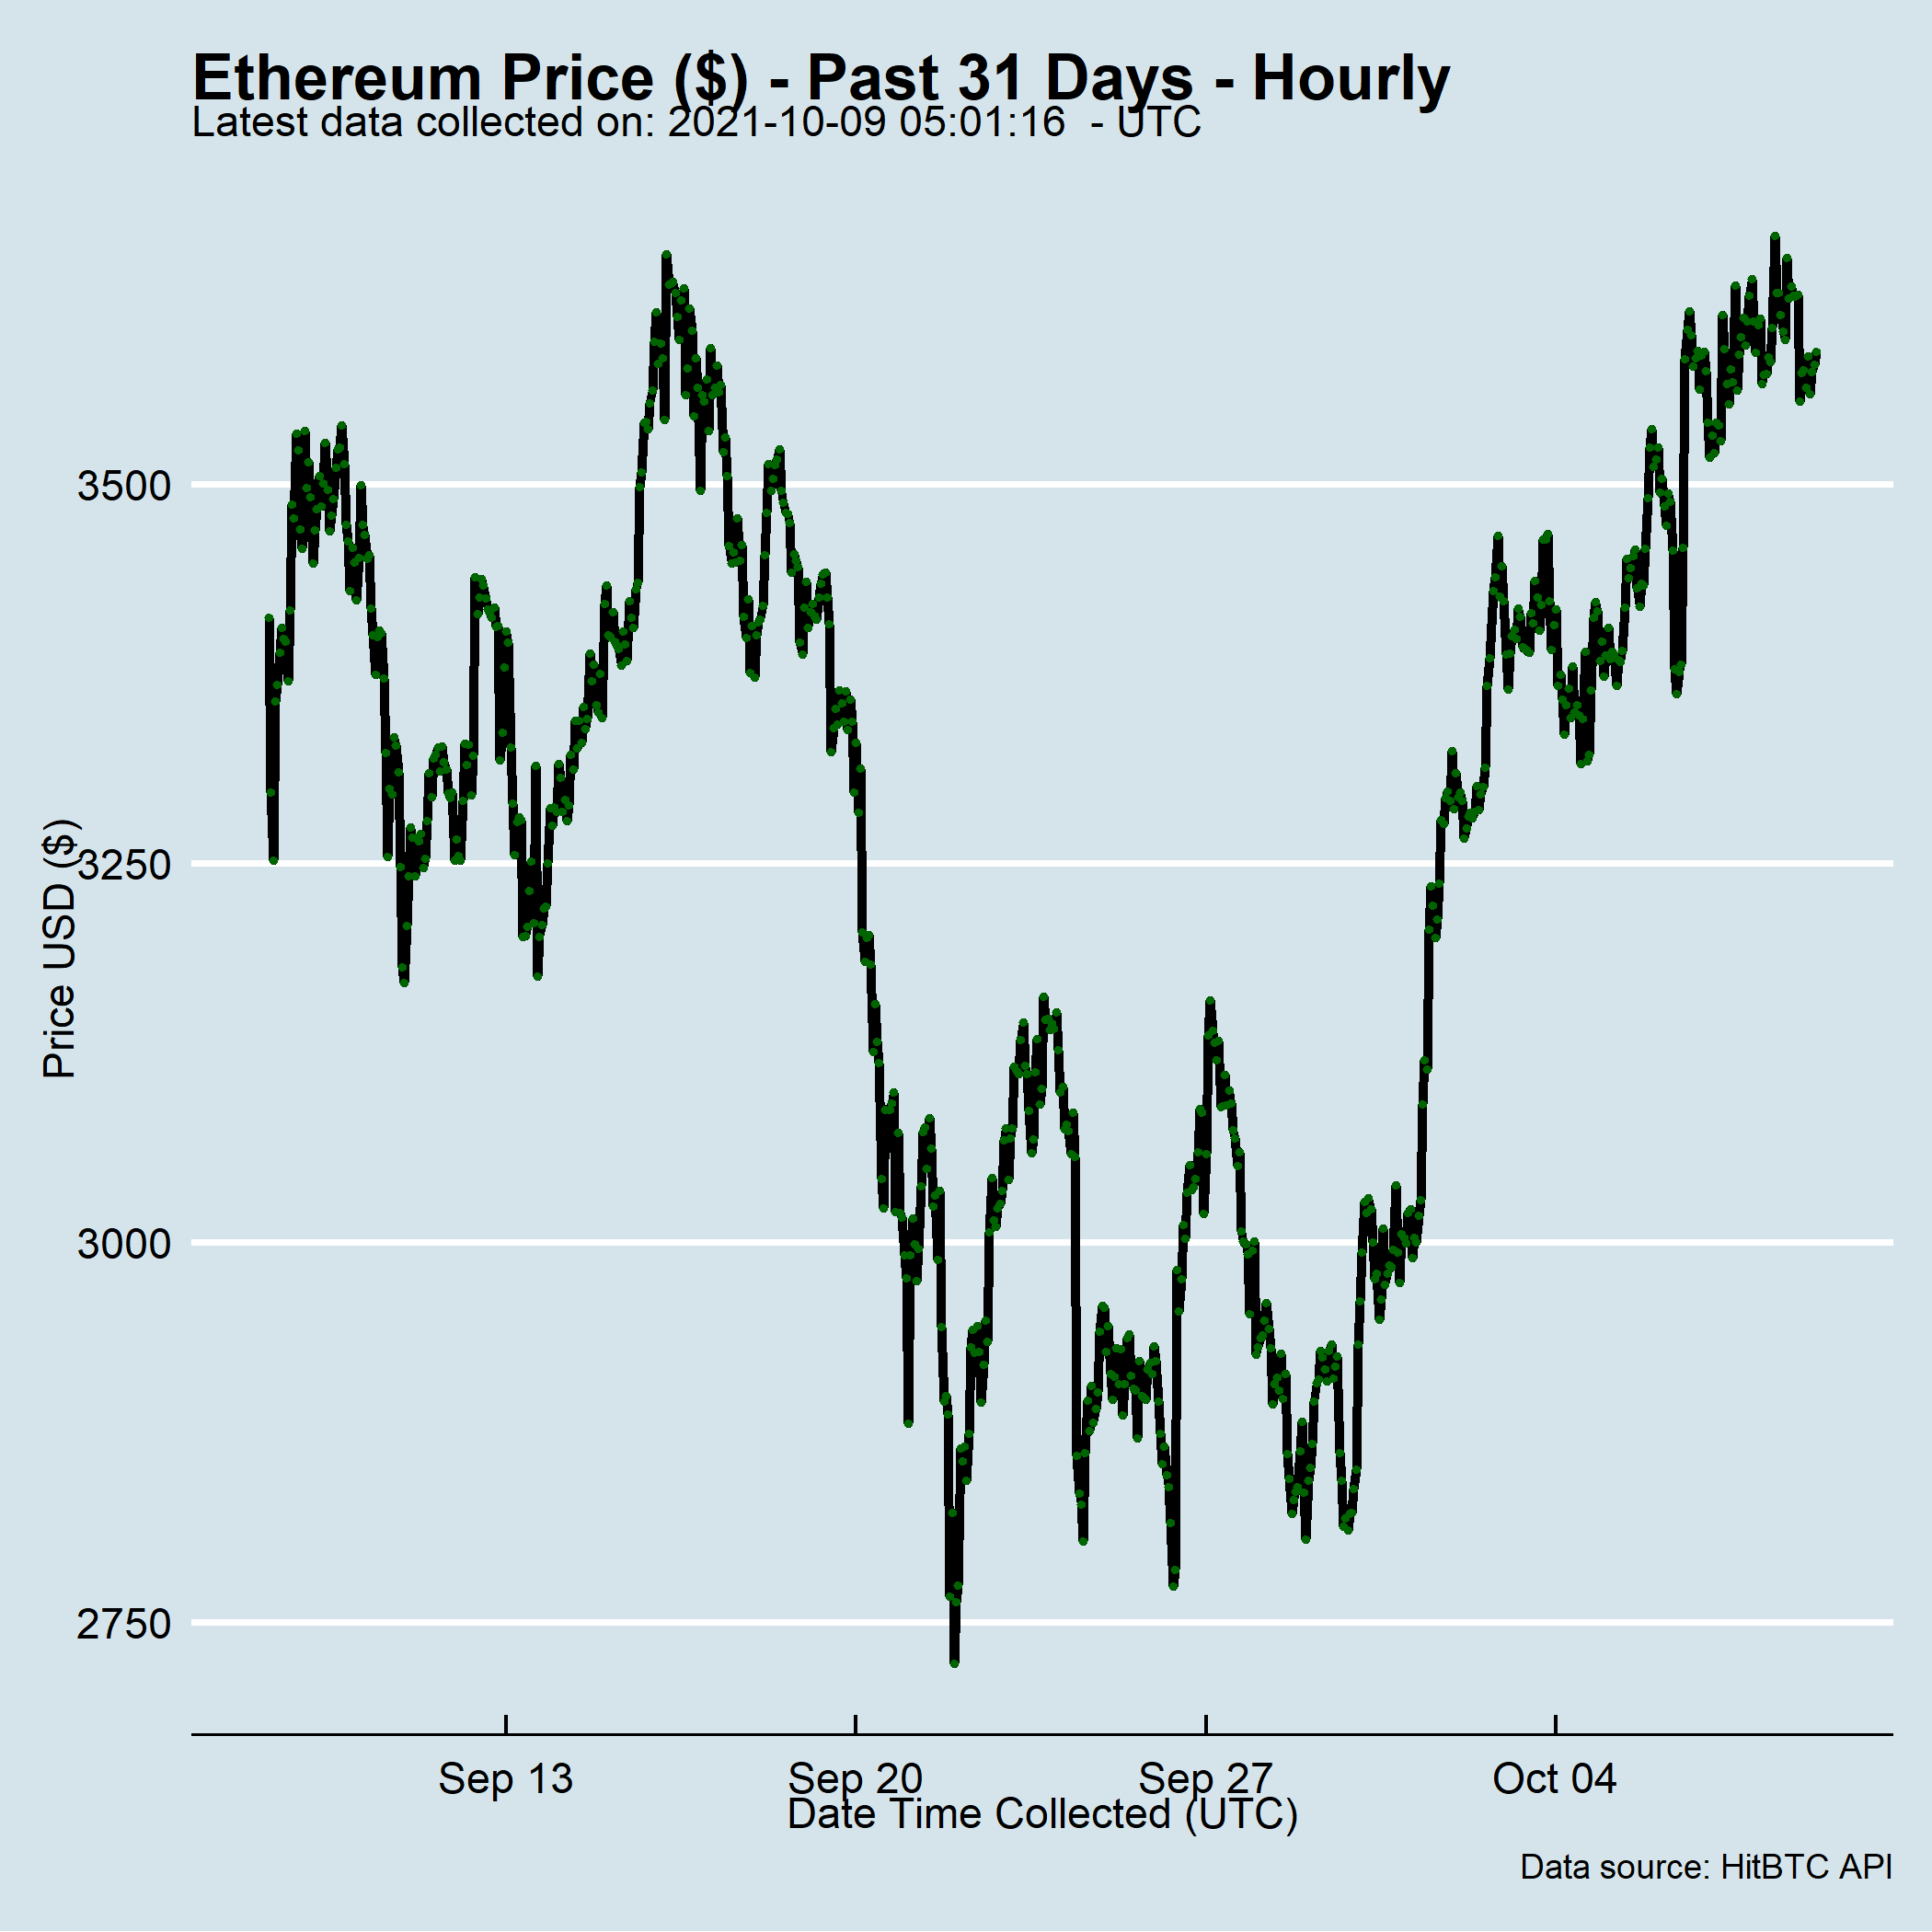 Ethereum Price ($) - Past 31 Days - Hourly
Latest data collected on: 2021-10-09 05:01:16  - UTC
Price USD ($)
3500
3250
3000
2750
Sep 13 Sep 20 Sep 27 Oct 04
Date Time Collected (UTC)
Data source: HitBTC API